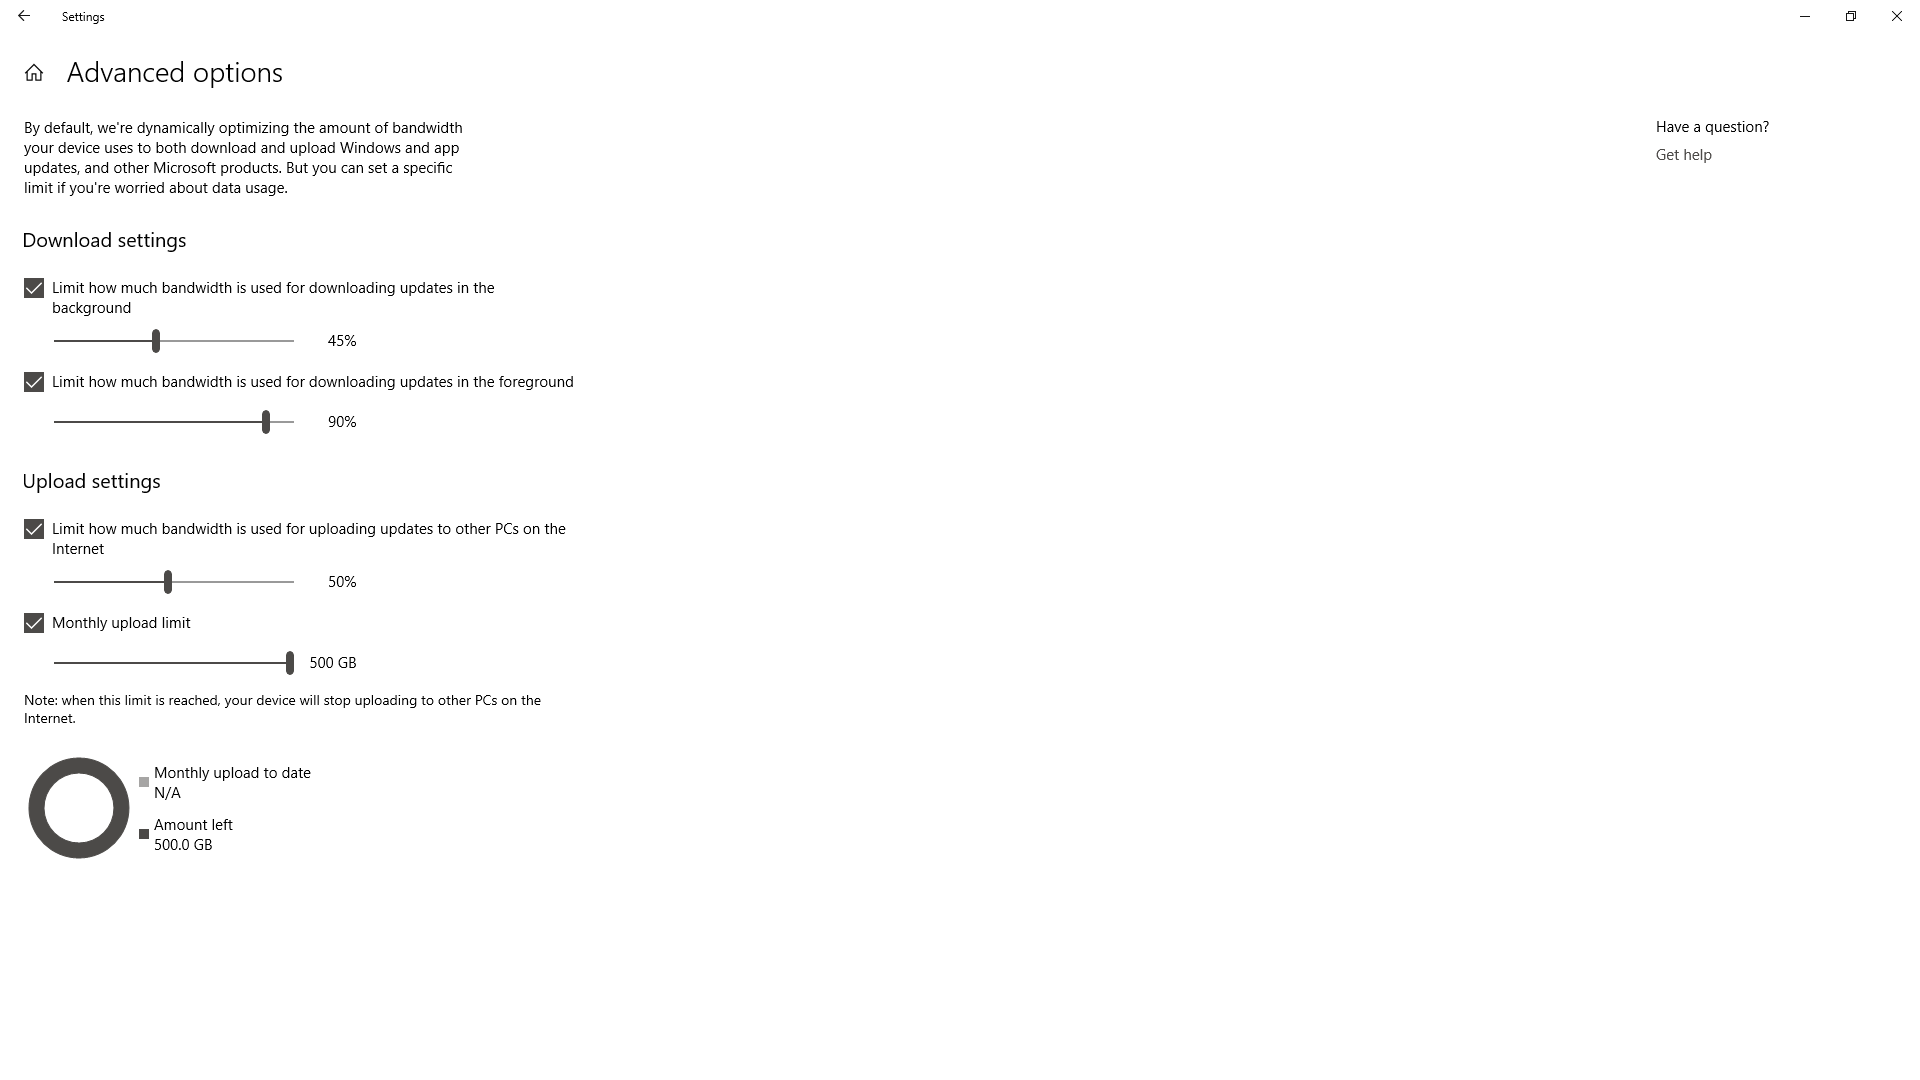 Settings
Advanced options
By default, we're dynamically optimizing the amount of bandwidth
your device uses to both download and upload Windows and app
updates, and other Microsoft products. But you can set a specific
limit if you're worried about data usage.
Have a question?
Get help
Download settings
Limit how much bandwidth is used for downloading updates in the
background
45%
Limit how much bandwidth is used for downloading updates in the foreground
90%
Upload settings
Limit how much bandwidth is used for uploading updates to other PCs on the
Internet
50%
Monthly upload limit
500 GB
Note: when this limit is reached, your device will stop uploading to other PCs on the
Internet.
Monthly upload to date
N/A
Amount left
500.0 GB